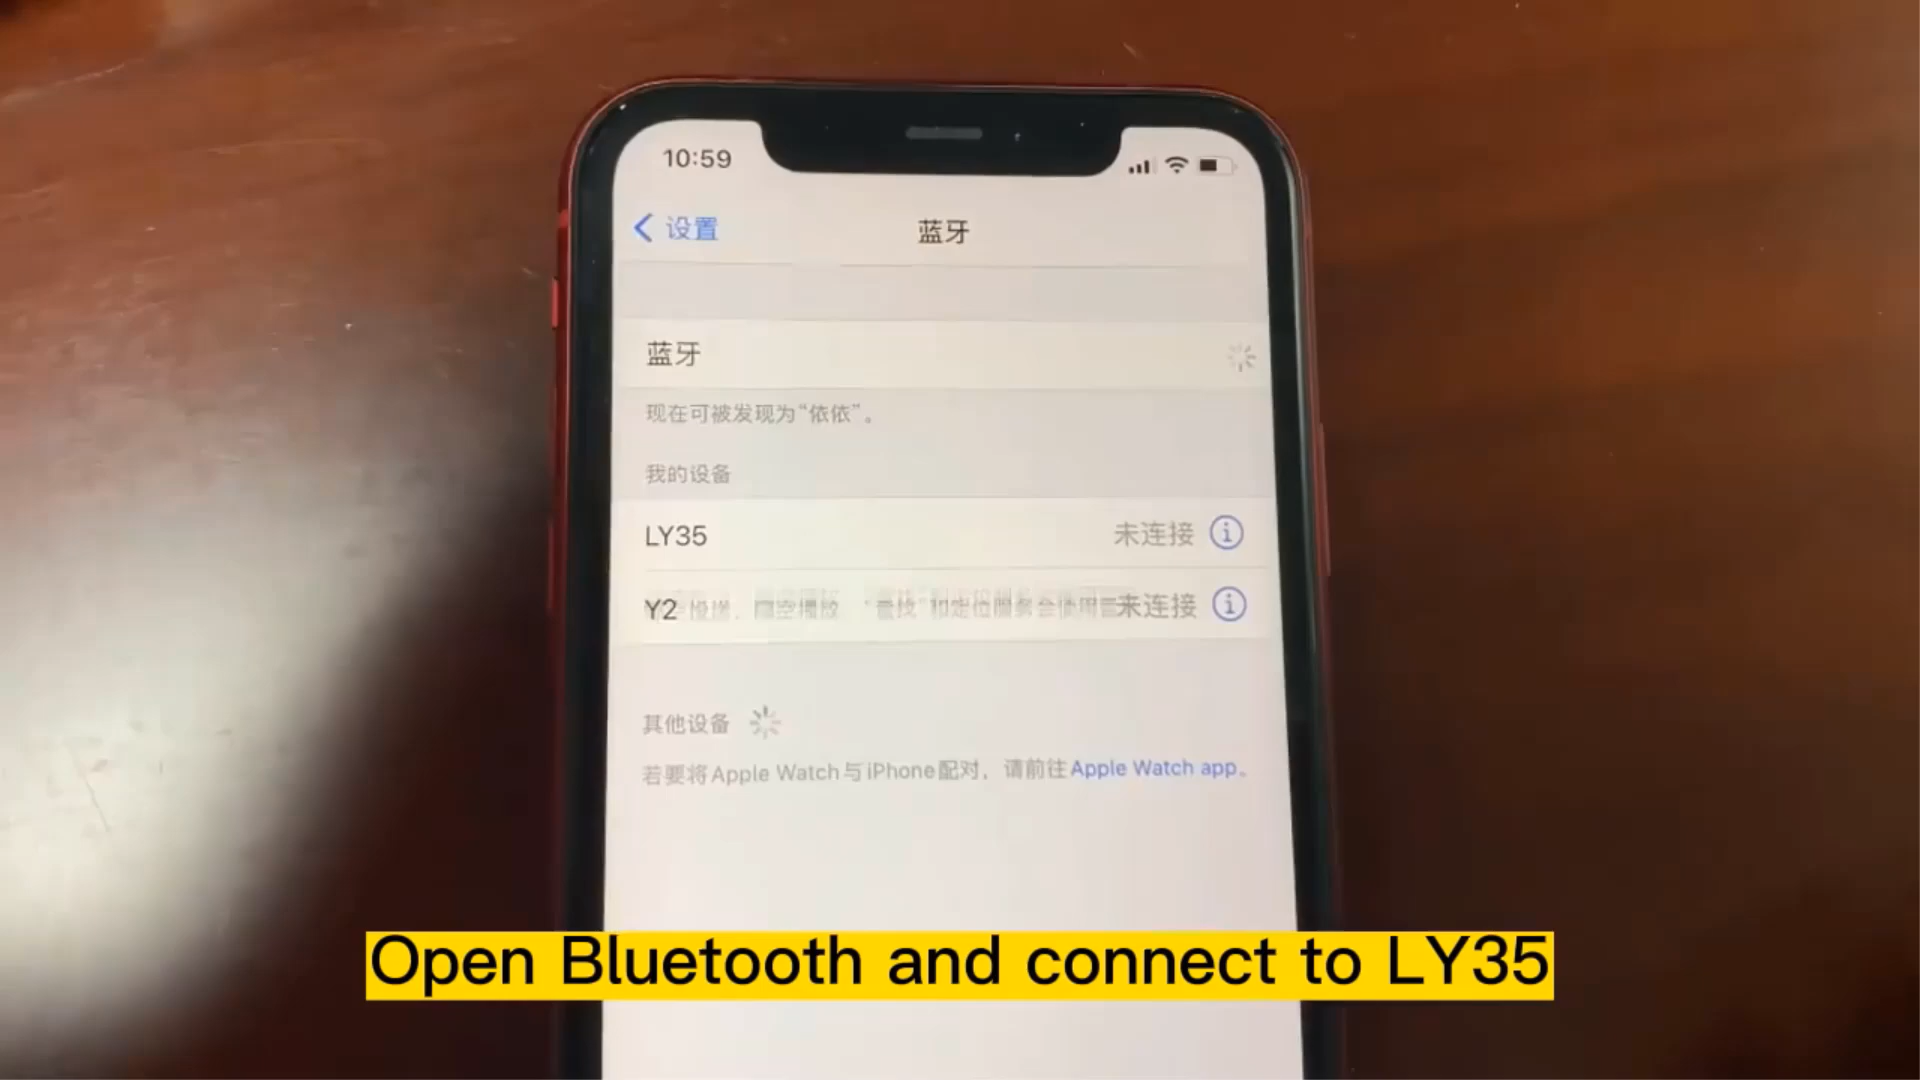 10:59
设置
蓝牙
蓝牙
现在可被发现为“依依”。
我的设备
LY35 未连接
Y2 未连接
其他设备
若要将Apple Watch与iPhone配对，请前往Apple Watch app。
Open Bluetooth and connect to LY35